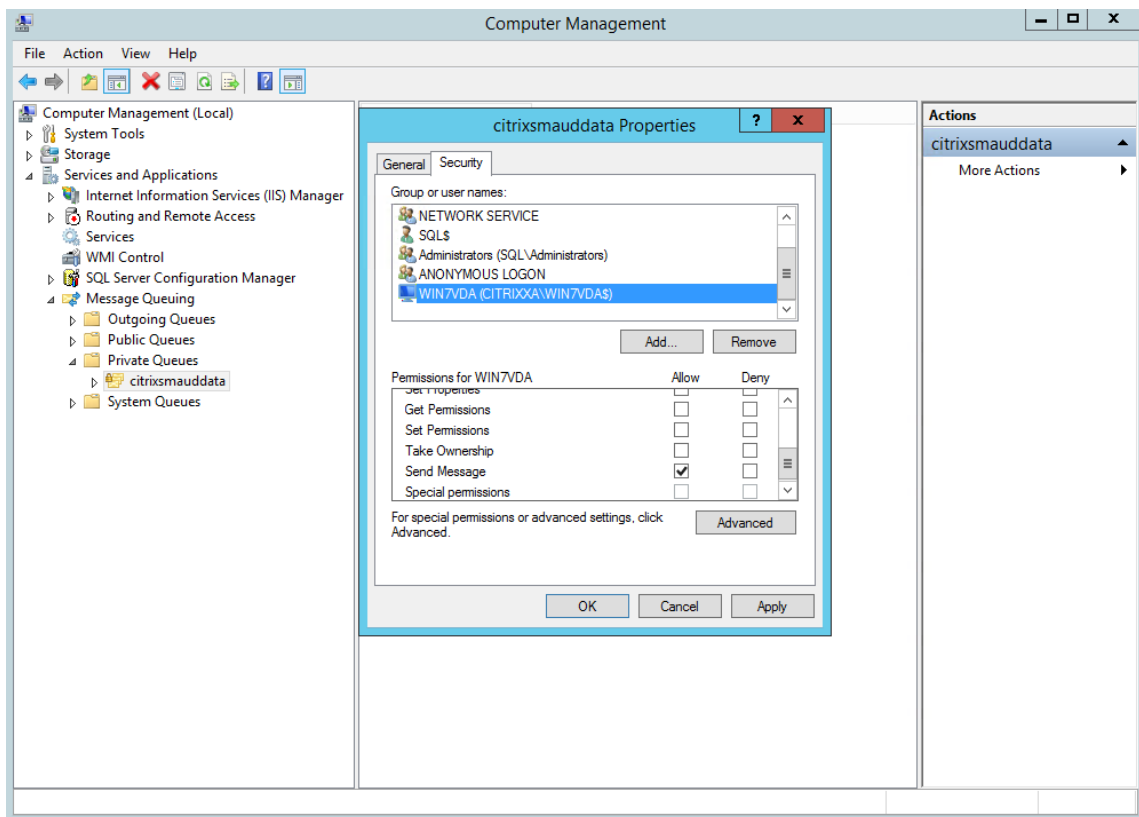 Computer Management
File Action View Help
Computer Management (Local)
System Tools
Storage
Services and Applications
Internet Information Services (IIS) Manager
Routing and Remote Access
Services
WMI Control
SQL Server Configuration Manager
Message Queuing
Outgoing Queues
Public Queues
Private Queues
citrixsmauddata
System Queues
citrixsmauddata Properties
? x
General Security
Group or user names:
NETWORK SERVICE
SQL$
Administrators (SQL\Administrators)
ANONYMOUS LOGON
WIN7VDA (CITRIXXA\WIN7VDA$)
Add... Remove
Permissions for WIN7VDA Allow Deny
Set Properties
Get Permissions
Set Permissions
Take Ownership
Send Message
Special permissions
For special permissions or advanced settings, click
Advanced.
Advanced
OK Cancel Apply
Actions
citrixsmauddata
More Actions